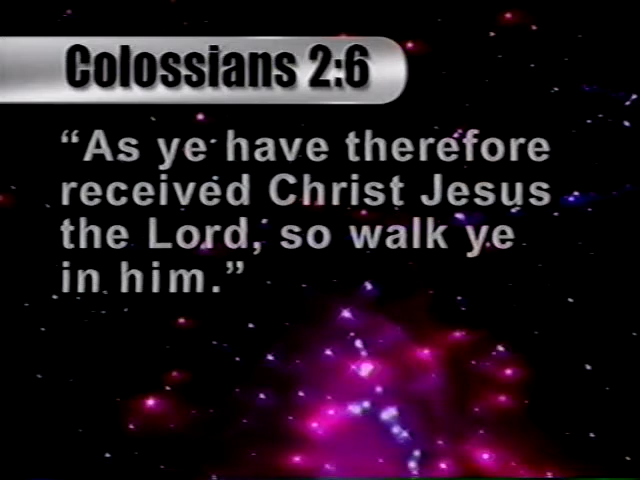 Colossians 2:6
“As ye have therefore
received Christ Jesus
the Lord, so walk ye
in him.”